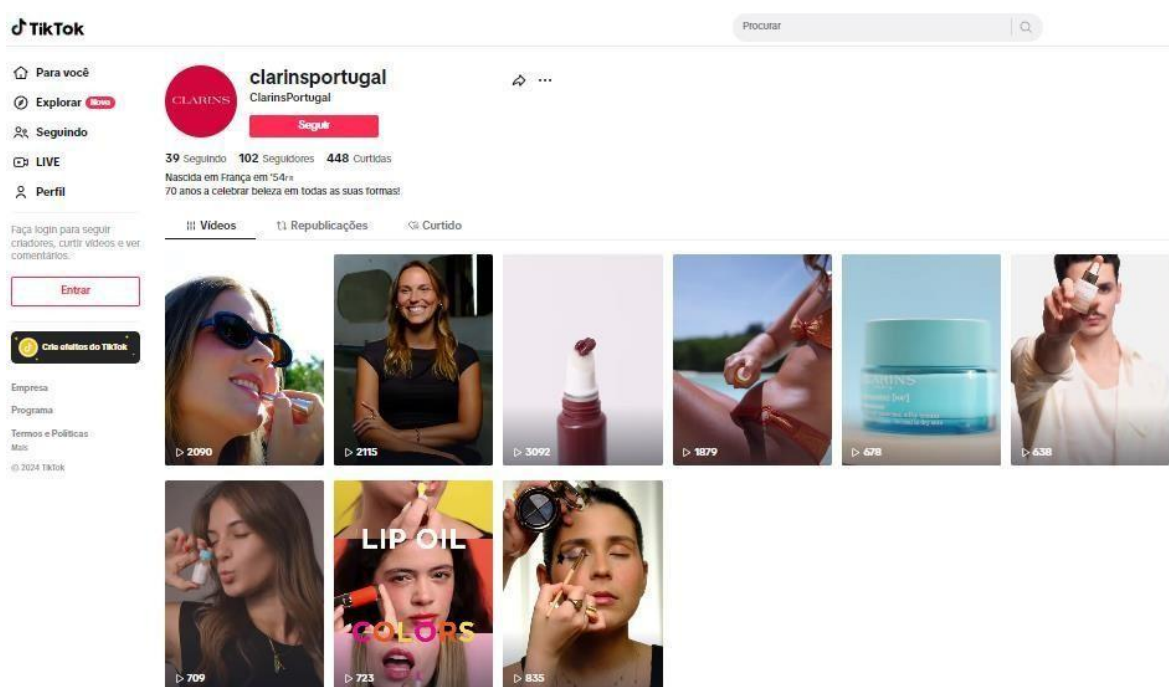 TikTok
Procurar
Para você
Explorar Novo
Seguindo
LIVE
Perfil
Faça login para seguir
criadores, curtir vídeos e ver
comentários.
Entrar
Crie efeitos do TikTok
Empresa
Programa
Termos e Políticas
Mais
© 2024 TikTok
CLARINS
clarinsportugal
ClarinsPortugal
Seguir
39 Seguindo 102 Seguidores 448 Curtidas
Nascida em França em '54
70 anos a celebrar beleza em todas as suas formas!
Vídeos Republicações Curtido
2090
2115
3092
1879
CLARINS
678
638
709
LIP OIL
COLORS
723
835